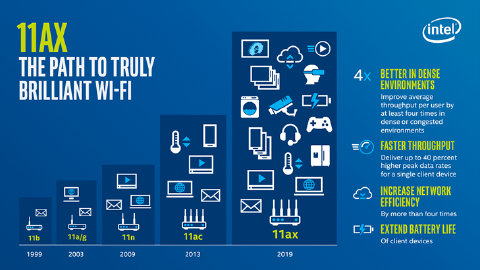 11AX
THE PATH TO TRULY
BRILLIANT WI-FI
intel
4x
BETTER IN DENSE
ENVIRONMENTS
Improve average
throughput per user by
at least four times in
dense or congested
environments
FASTER THROUGHPUT
Deliver up to 40 percent
higher peak data rates
for a single client device
INCREASE NETWORK
EFFICIENCY
By more than four times
EXTEND BATTERY LIFE
Of client devices
11b
11a/g
11n
11ac
11ax
1999
2003
2009
2013
2019